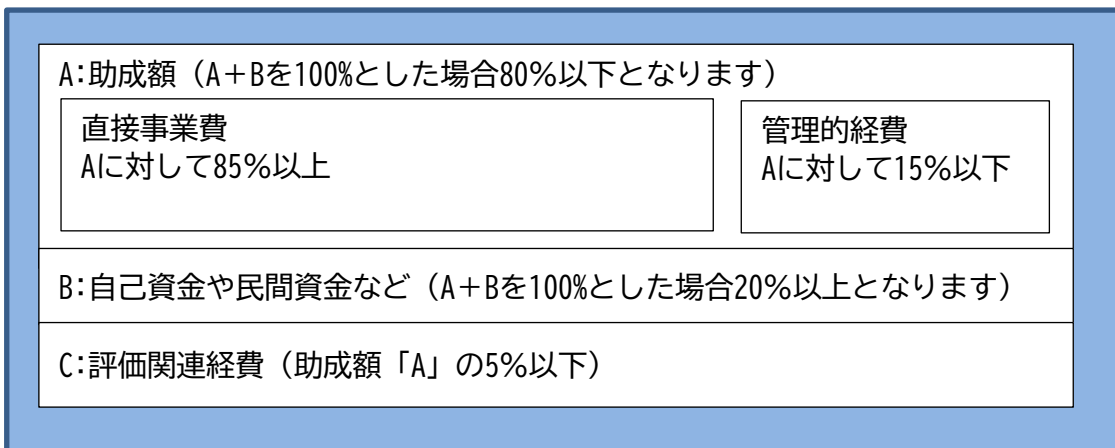 A:助成額（A＋Bを100%とした場合80％以下となります）
直接事業費
Aに対して85％以上
管理的経費
Aに対して15％以下
B:自己資金や民間資金など（A＋Bを100%とした場合20％以上となります）
C:評価関連経費（助成額「A」の5％以下）